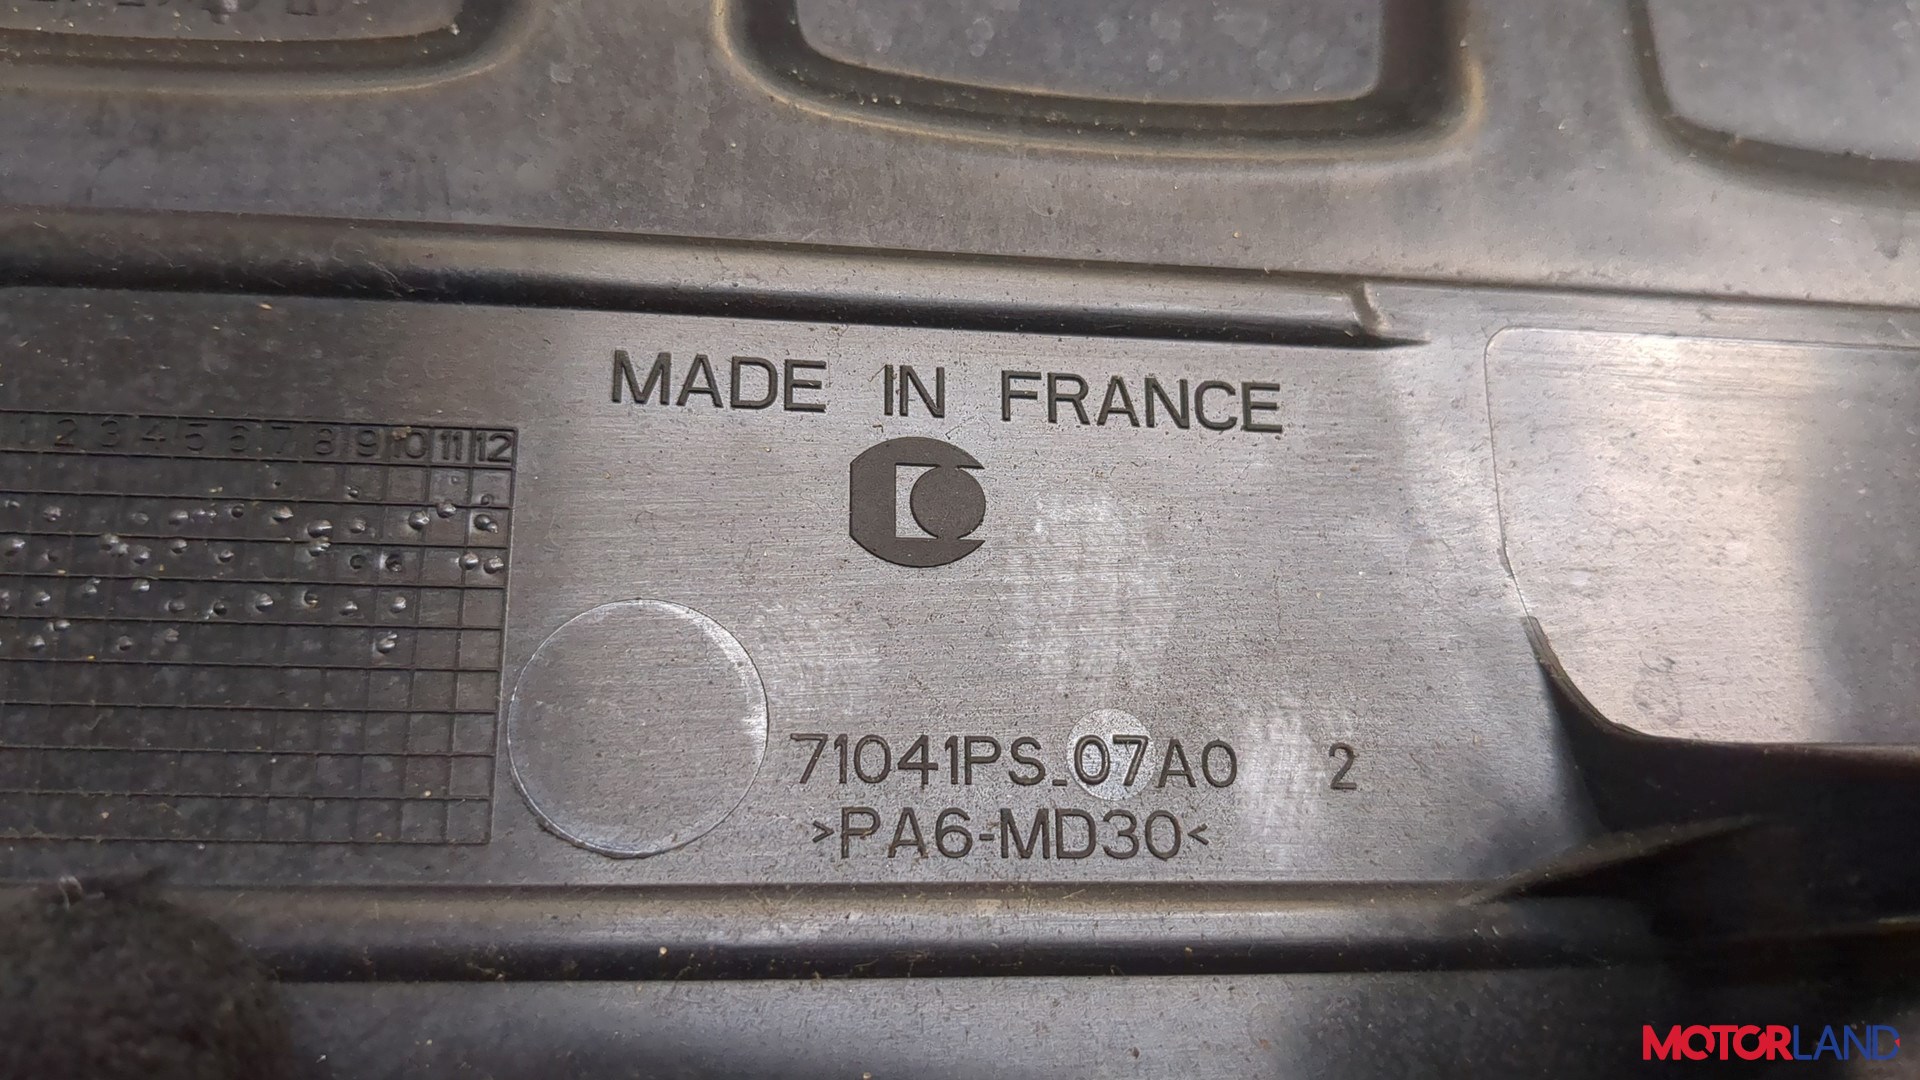 MADE IN FRANCE
1 2 3 4 5 6 7 8 9 10 11 12
71041PS_07A0 2
>PA6-MD30<
MOTORLAND